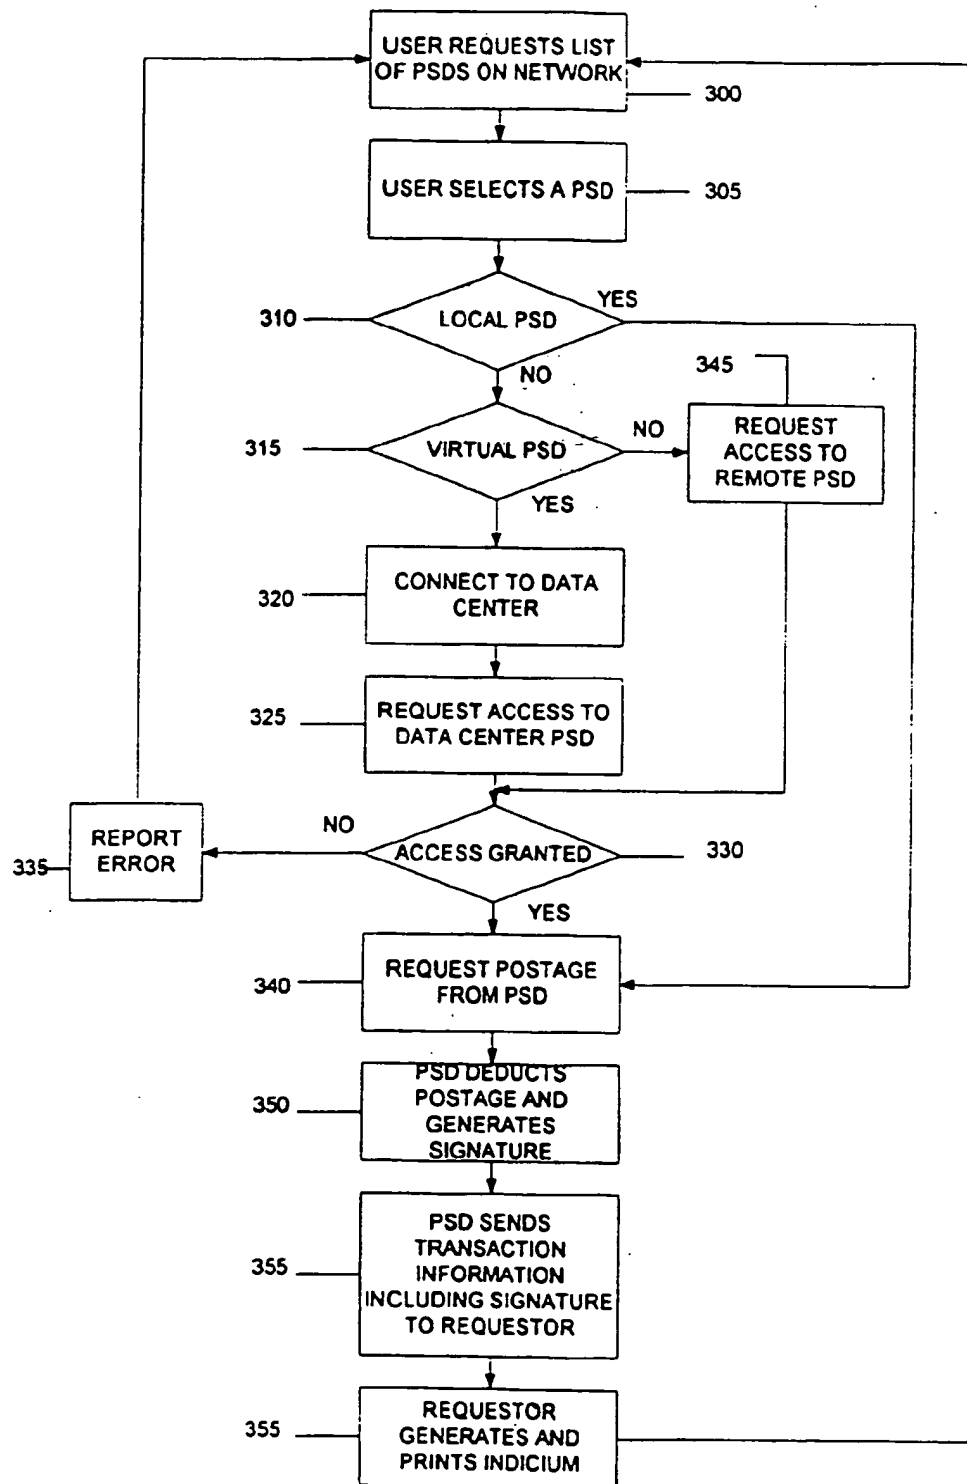 USER REQUESTS LIST
OF PSDS ON NETWORK
300
USER SELECTS A PSD
305
310
LOCAL PSD
YES
NO
345
315
VIRTUAL PSD
NO
REQUEST
ACCESS TO
REMOTE PSD
YES
320
CONNECT TO DATA
CENTER
325
REQUEST ACCESS TO
DATA CENTER PSD
NO
REPORT
ERROR
335
ACCESS GRANTED
330
YES
340
REQUEST POSTAGE
FROM PSD
350
PSD DEDUCTS
POSTAGE AND
GENERATES
SIGNATURE
355
PSD SENDS
TRANSACTION
INFORMATION
INCLUDING SIGNATURE
TO REQUESTOR
355
REQUESTOR
GENERATES AND
PRINTS INDICIUM